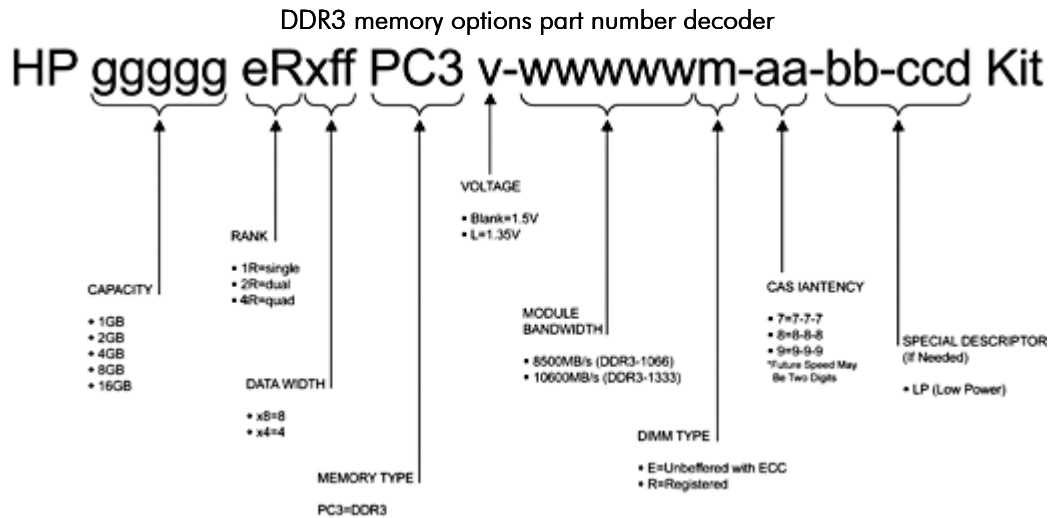 DDR3 memory options part number decoder
HP ggggg eRxff PC3 v-wwwwwm-aa-bb-ccd Kit
VOLTAGE
▪ Blank=1.5V
▪ L=1.35V
RANK
▪ 1R=single
▪ 2R=dual
▪ 4R=quad
CAPACITY
• 1GB
• 2GB
• 4GB
• 8GB
• 16GB
DATA WIDTH
• x8=8
• x4=4
MEMORY TYPE
PC3=DDR3
MODULE
BANDWIDTH
▪ 8500MB/s (DDR3-1066)
▪ 10600MB/s (DDR3-1333)
DIMM TYPE
▪ E=Unbeffered with ECC
▪ R=Registered
CAS IANTENCY
▪ 7=7-7-7
▪ 8=8-8-8
▪ 9=9-9-9
*Future Speed May
Be Two Digits
SPECIAL DESCRIPTOR
(If Needed)
• LP (Low Power)